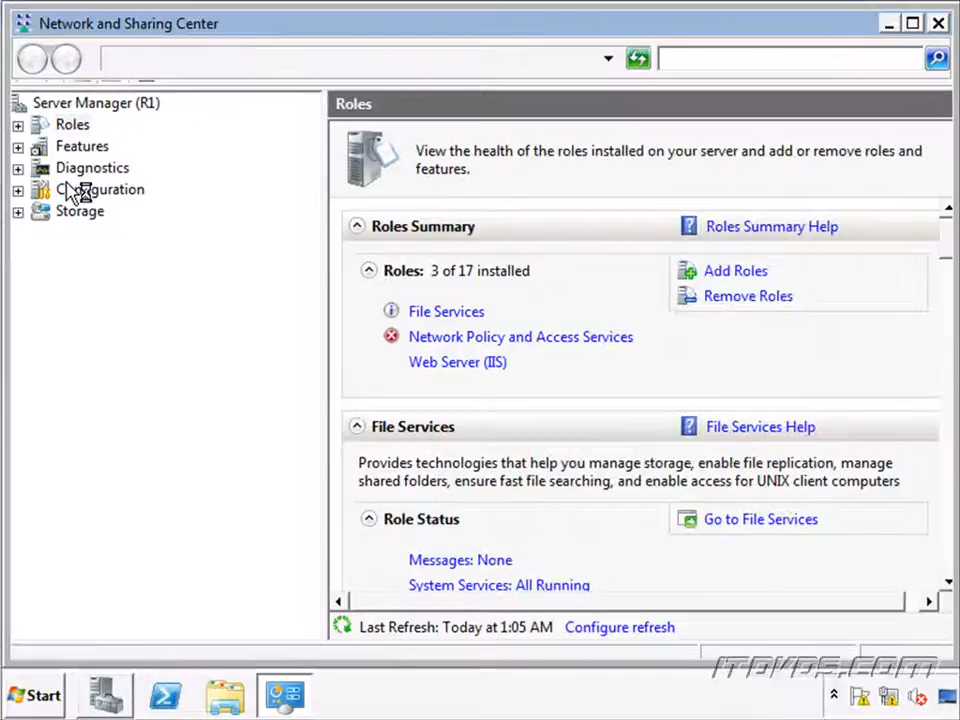 Network and Sharing Center
Server Manager (R1)
Roles
Features
Diagnostics
Configuration
Storage
Roles
View the health of the roles installed on your server and add or remove roles and
features.
Roles Summary
Roles Summary Help
Roles: 3 of 17 installed
Add Roles
Remove Roles
File Services
Network Policy and Access Services
Web Server (IIS)
File Services
File Services Help
Provides technologies that help you manage storage, enable file replication, manage
shared folders, ensure fast file searching, and enable access for UNIX client computers
Role Status
Go to File Services
Messages: None
System Services: All Running
Last Refresh: Today at 1:05 AM
Configure refresh
ITDVDS.COM
Start